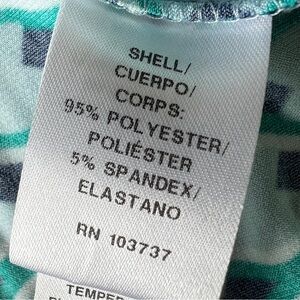 SHELL/
CUERPO/
CORPS:
95% POLYESTER/
POLIÉSTER
5% SPANDEX/
ELASTANO
RN 103737